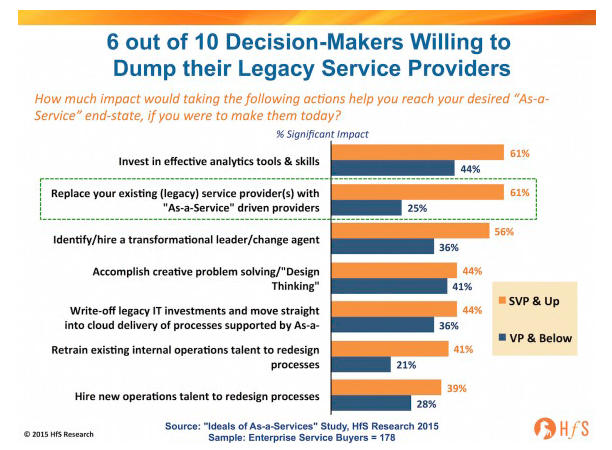 6 out of 10 Decision-Makers Willing to
Dump their Legacy Service Providers
How much impact would taking the following actions help you reach your desired “As-a-
Service” end-state, if you were to make them today?
% Significant Impact
Invest in effective analytics tools & skills
61%
44%
Replace your existing (legacy) service provider(s) with
"As-a-Service" driven providers
61%
25%
Identify/hire a transformational leader/change agent
56%
36%
Accomplish creative problem solving/"Design
Thinking"
44%
41%
Write-off legacy IT investments and move straight
into cloud delivery of processes supported by As-a-
44%
36%
Retrain existing internal operations talent to redesign
processes
41%
21%
Hire new operations talent to redesign processes
39%
28%
SVP & Up
VP & Below
Source: "Ideals of As-a-Services" Study, HfS Research 2015
Sample: Enterprise Service Buyers = 178
© 2015 HfS Research
HfS